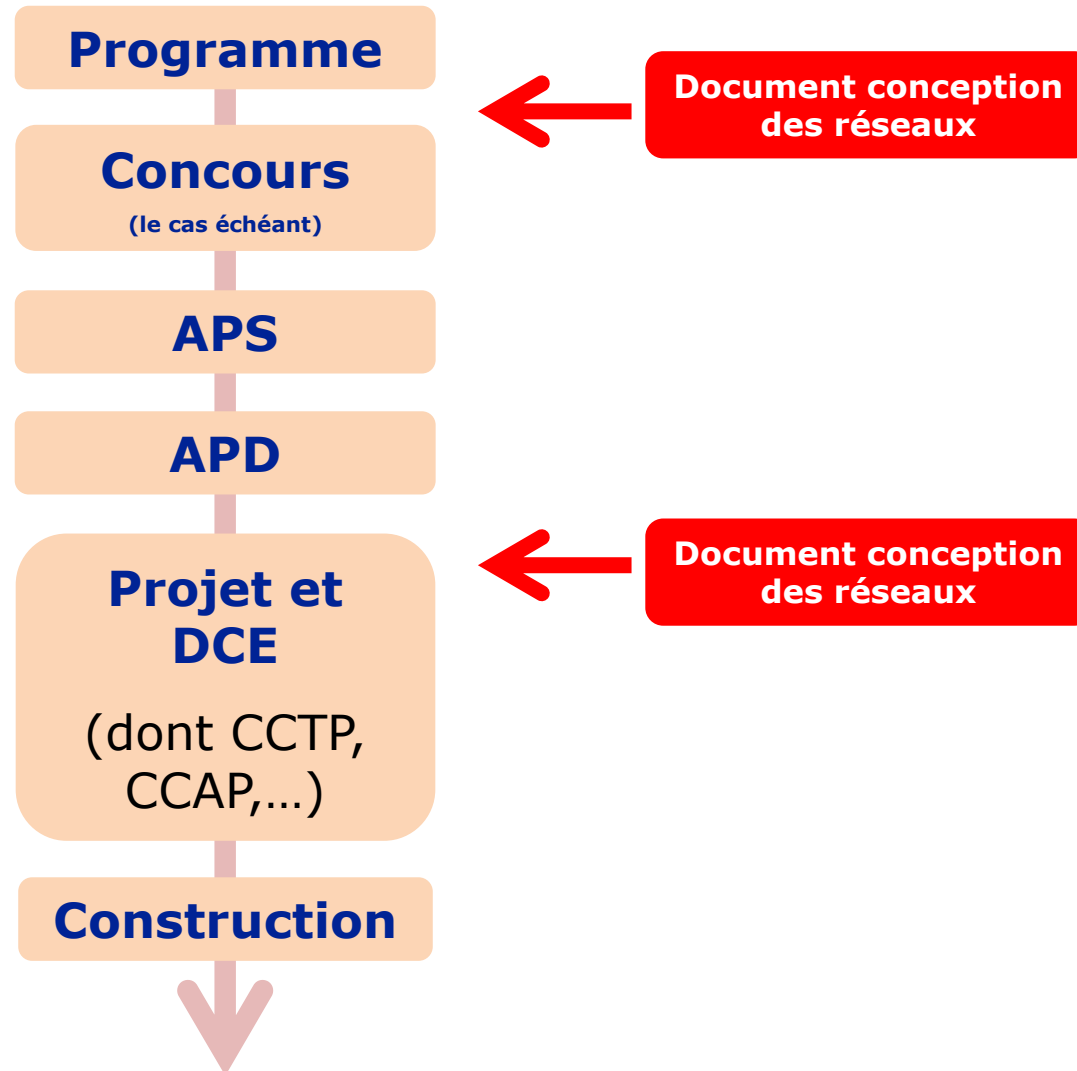 Programme
Document conception
des réseaux
Concours
(le cas échéant)
APS
APD
Document conception
des réseaux
Projet et
DCE
(dont CCTP,
CCAP,...)
Construction